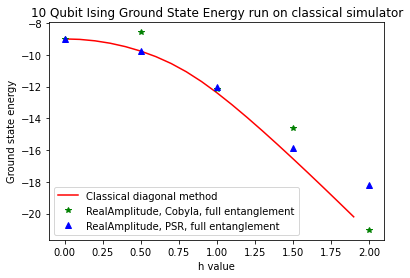 10 Qubit Ising Ground State Energy run on classical simulator
Ground state energy
−8
−10
−12
−14
−16
−18
−20
Classical diagonal method
RealAmplitude, Cobyla, full entanglement
RealAmplitude, PSR, full entanglement
0.00 0.25 0.50 0.75 1.00 1.25 1.50 1.75 2.00
h value